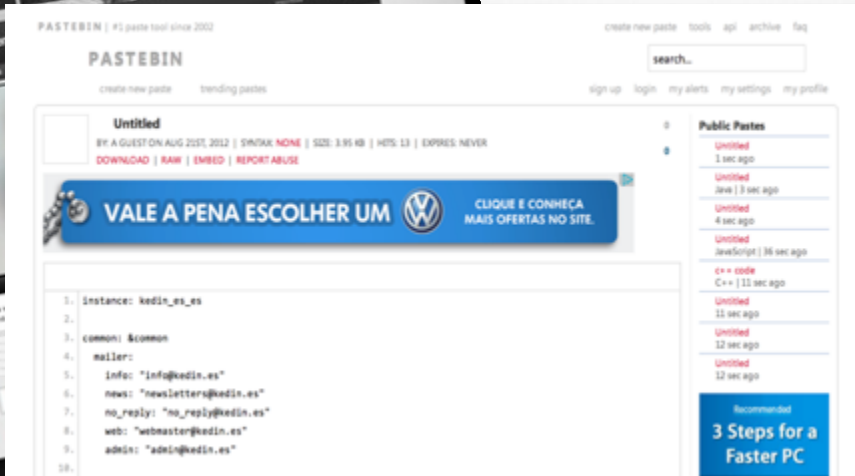 PASTEBIN | #1 paste tool since 2002
create new paste tools api archive faq
PASTEBIN
search...
create new paste trending pastes
sign up login my alerts my settings my profile
Untitled
BY: A GUEST ON AUG 21ST, 2012 | SYNTAX: NONE | SIZE: 3.95 KB | HITS: 13 | EXPIRES: NEVER
DOWNLOAD | RAW | EMBED | REPORT ABUSE
0
0
VALE A PENA ESCOLHER UM
CLIQUE E CONHEÇA
MAIS OFERTAS NO SITE.
1. instance: kedin_es_es
2.
3. common: &common
4. mailer:
5. info: "info@kedin.es"
6. news: "newsletters@kedin.es"
7. no_reply: "no_reply@kedin.es"
8. web: "webmaster@kedin.es"
9. admin: "admin@kedin.es"
10.
Public Pastes
Untitled
1 sec ago
Untitled
Java | 3 sec ago
Untitled
4 sec ago
Untitled
JavaScript | 36 sec ago
c++ code
C++ | 11 sec ago
Untitled
11 sec ago
Untitled
12 sec ago
Untitled
12 sec ago
Recommended
3 Steps for a
Faster PC